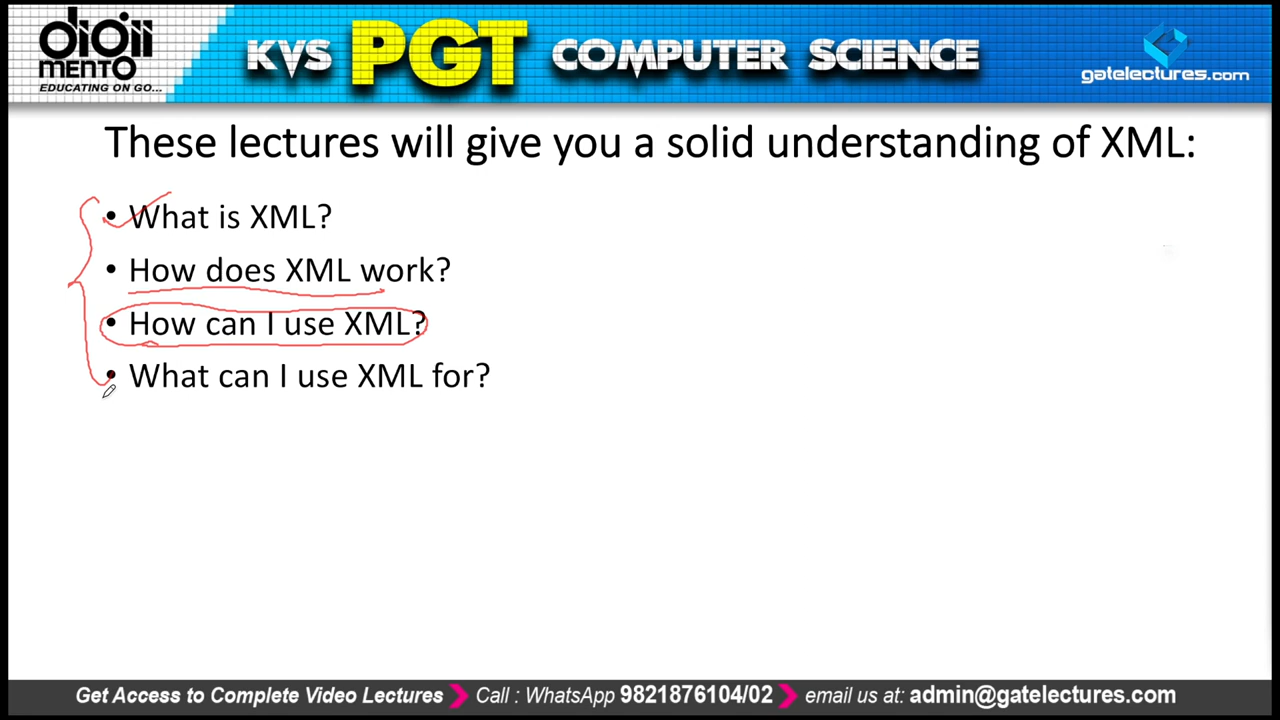 digii
mento
EDUCATING ON GO...
KVS PGT COMPUTER SCIENCE
gatelectures.com
These lectures will give you a solid understanding of XML:
• What is XML?
• How does XML work?
• How can I use XML?
• What can I use XML for?
Get Access to Complete Video Lectures Call : WhatsApp 9821876104/02 email us at: admin@gatelectures.com